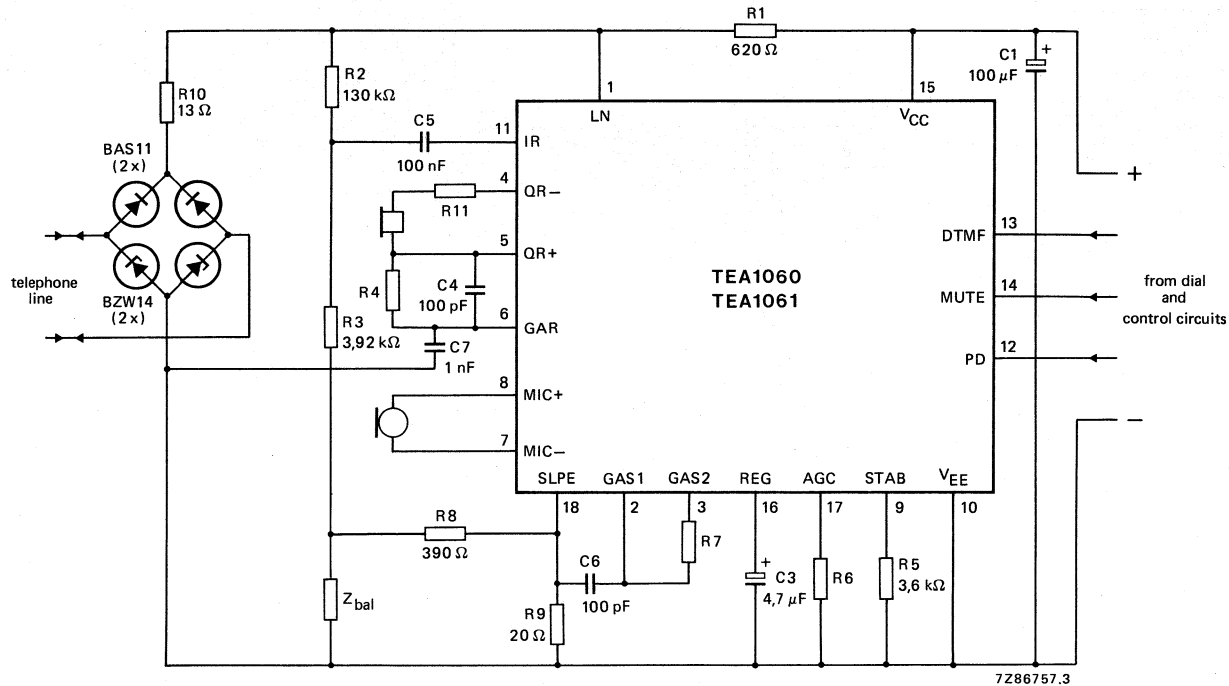 R1
620 Ω
C1
100 μF
+
R2
130 kΩ
R10
13 Ω
1
15
LN
VCC
BAS11
(2x)
C5
100 nF
11
IR
4
QR−
R11
+
13
DTMF
5
QR+
telephone
line
BZW14
(2x)
R4
C4
100 pF
TEA1060
TEA1061
14
MUTE
from dial
and
control circuits
6
GAR
R3
3,92 kΩ
C7
1 nF
12
PD
8
MIC+
7
MIC−
−
SLPE
GAS1
GAS2
REG
AGC
STAB
VEE
18
2
3
16
17
9
10
R8
390 Ω
R7
C6
100 pF
+
C3
4,7 μF
R6
R5
3,6 kΩ
Zbal
R9
20 Ω
7Z86757.3